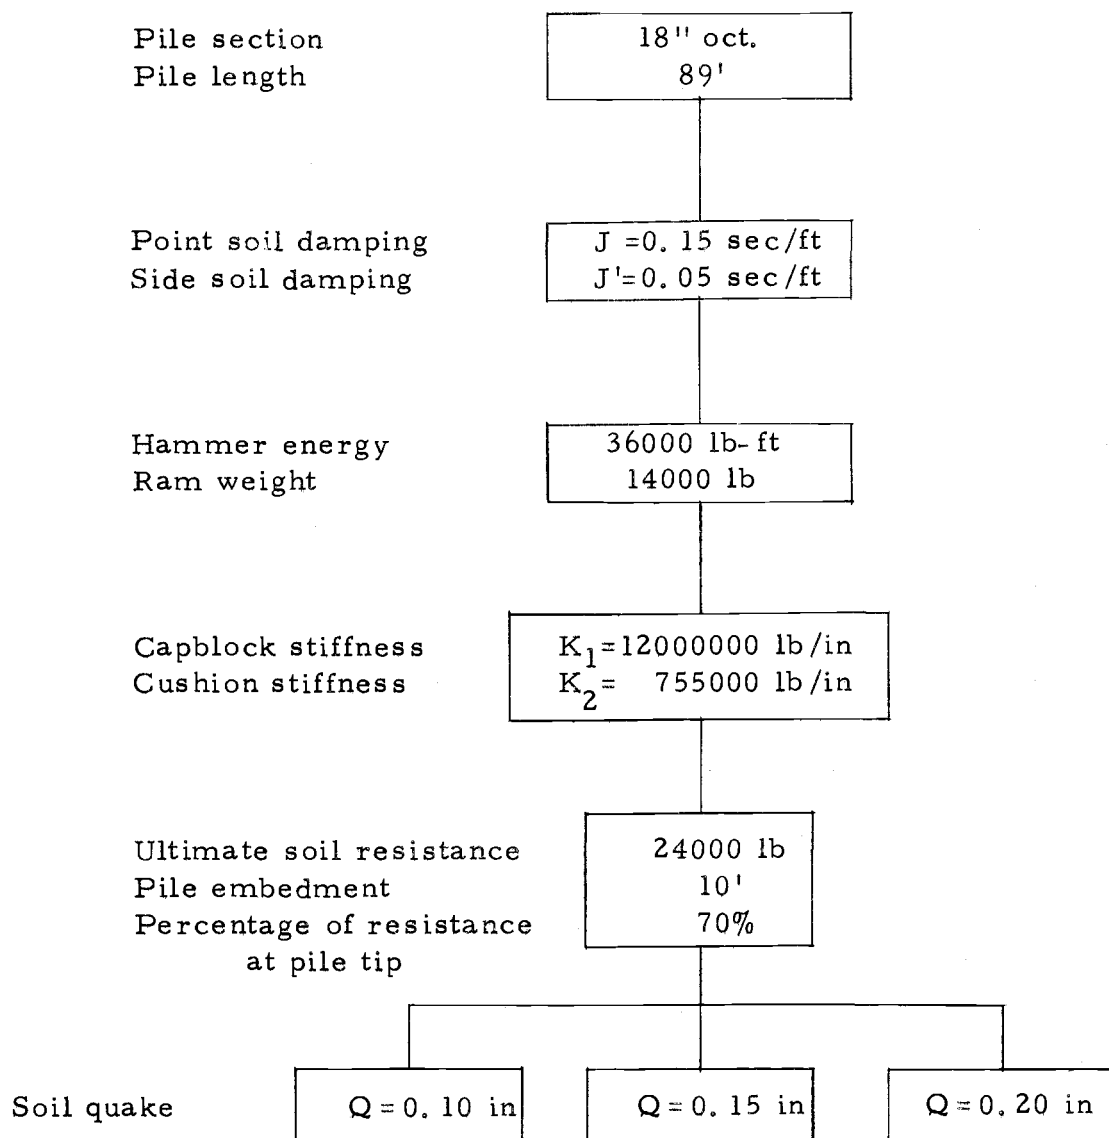 Pile section 18" oct.
Pile length 89'
Point soil damping J =0.15 sec/ft
Side soil damping J'=0.05 sec/ft
Hammer energy 36000 lb-ft
Ram weight 14000 lb
Capblock stiffness K1=12000000 lb/in
Cushion stiffness K2= 755000 lb/in
Ultimate soil resistance 24000 lb
Pile embedment 10'
Percentage of resistance 70%
at pile tip
Soil quake Q=0.10 in Q=0.15 in Q=0.20 in